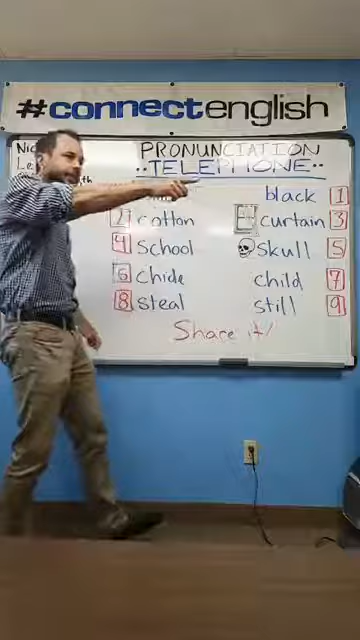 #connectenglish
PRONUNCIATION
..TELEPHONE..
black 1
2 cotton curtain 3
4 School Skull 5
6 Chide child 7
8 steal still 9
Share it!